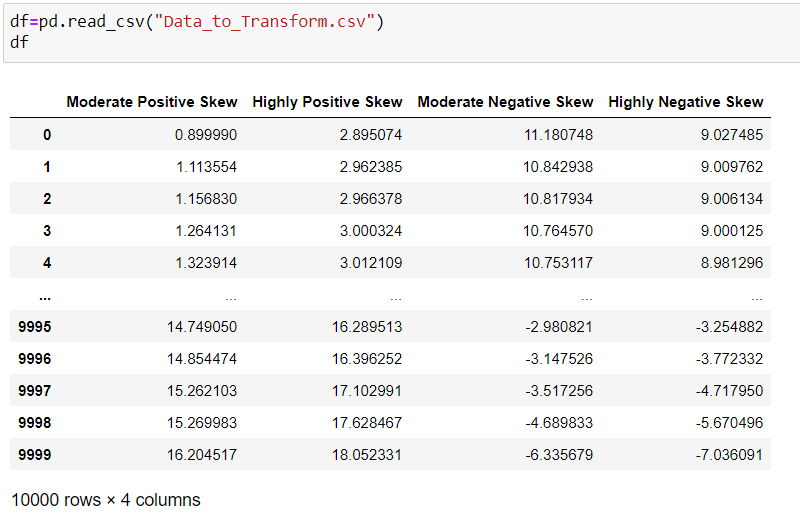 df=pd.read_csv("Data_to_Transform.csv")
df
Moderate Positive Skew Highly Positive Skew Moderate Negative Skew Highly Negative Skew
0 0.899990 2.895074 11.180748 9.027485
1 1.113554 2.962385 10.842938 9.009762
2 1.156830 2.966378 10.817934 9.006134
3 1.264131 3.000324 10.764570 9.000125
4 1.323914 3.012109 10.753117 8.981296
... ... ... ... ...
9995 14.749050 16.289513 -2.980821 -3.254882
9996 14.854474 16.396252 -3.147526 -3.772332
9997 15.262103 17.102991 -3.517256 -4.717950
9998 15.269983 17.628467 -4.689833 -5.670496
9999 16.204517 18.052331 -6.335679 -7.036091
10000 rows × 4 columns